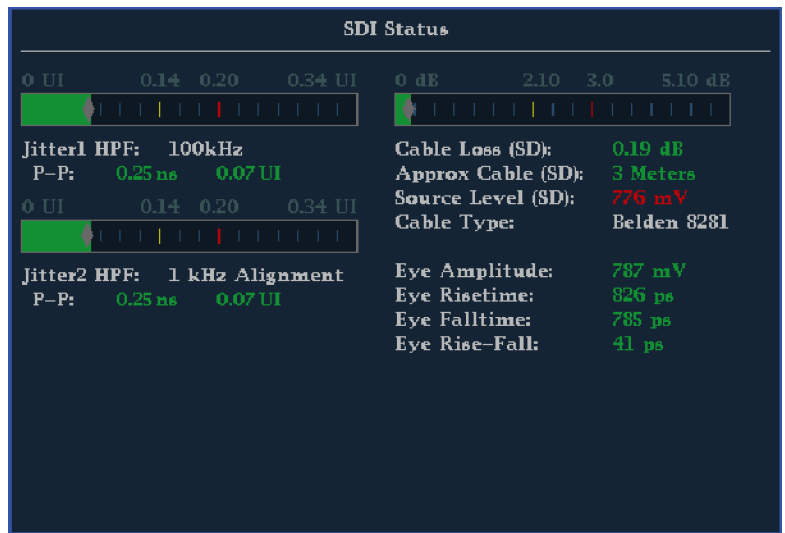 SDI Status
0 UI 0.14 0.20 0.34 UI
Jitter1 HPF: 100kHz
P-P: 0.25 ns 0.07 UI
0 UI 0.14 0.20 0.34 UI
Jitter2 HPF: 1 kHz Alignment
P-P: 0.25 ns 0.07 UI
0 dB 2.10 3.0 5.10 dB
Cable Loss (SD): 0.19 dB
Approx Cable (SD): 3 Meters
Source Level (SD): 776 mV
Cable Type: Belden 8281
Eye Amplitude: 787 mV
Eye Risetime: 826 ps
Eye Falltime: 785 ps
Eye Rise-Fall: 41 ps